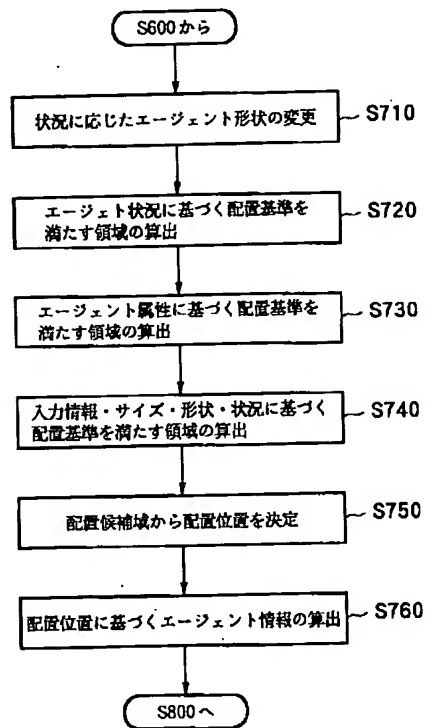 S600から
状況に応じたエージェント形状の変更
S710
エージェト状況に基づく配置基準を
満たす領域の算出
S720
エージェント属性に基づく配置基準を
満たす領域の算出
S730
入力情報・サイズ・形状・状況に基づく
配置基準を満たす領域の算出
S740
配置候補域から配置位置を決定
S750
配置位置に基づくエージェント情報の算出
S760
S800へ